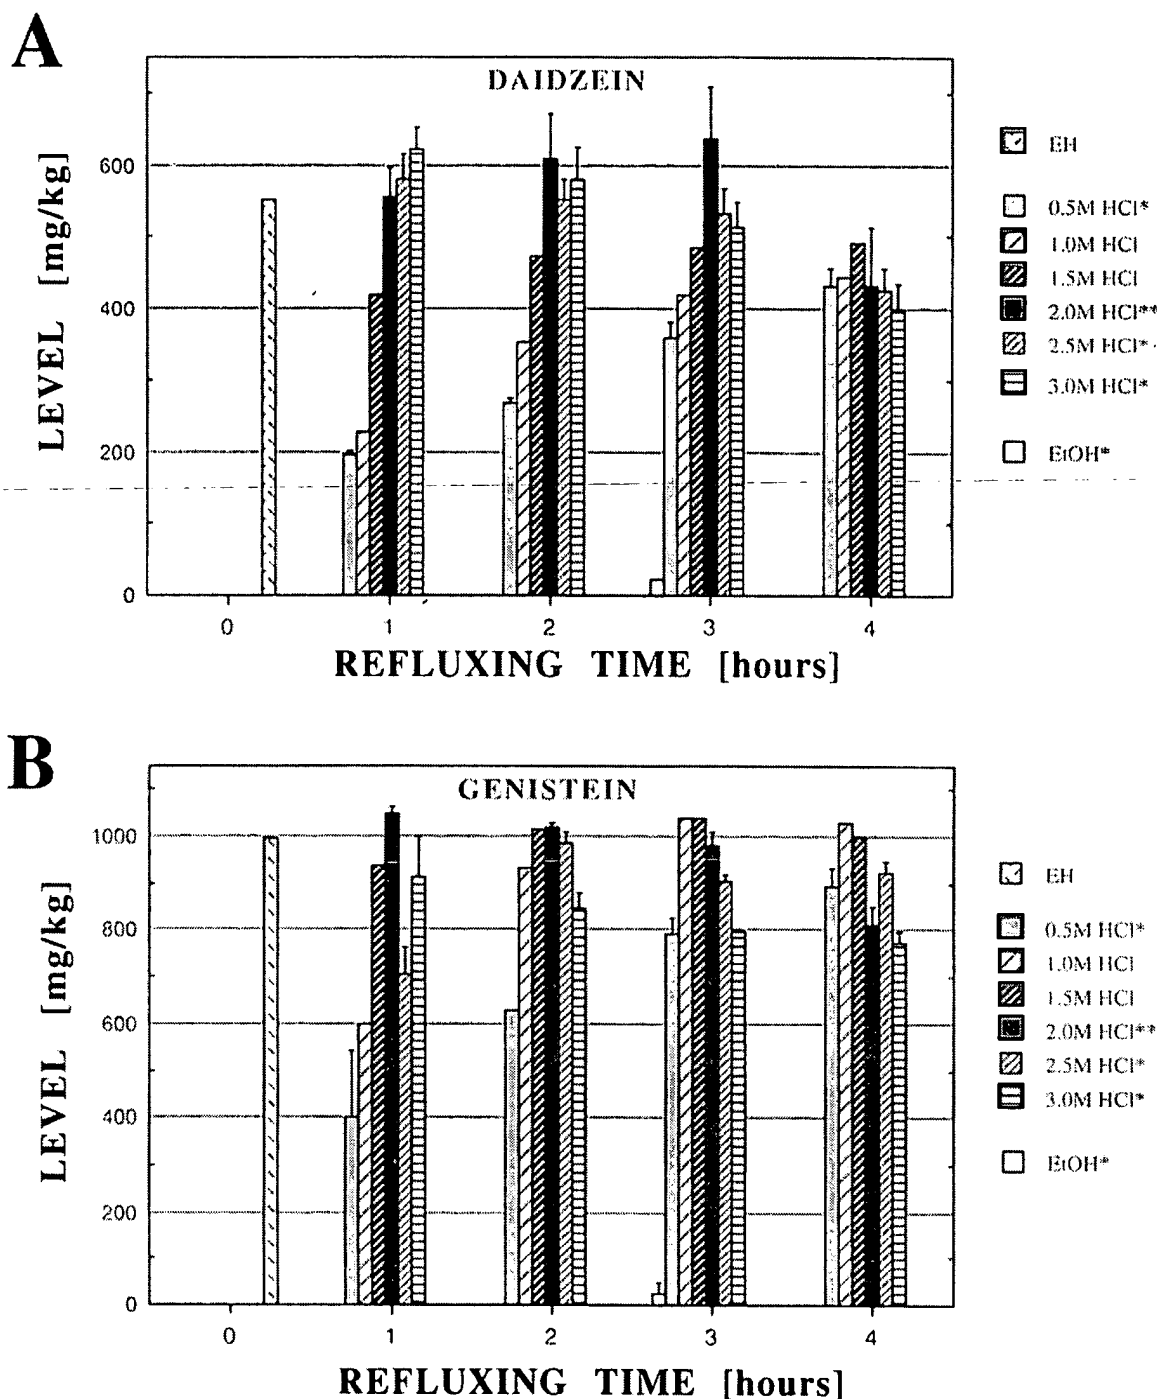 A
DAIDZEIN
LEVEL [mg/kg]
600
400
200
0
0 1 2 3 4
REFLUXING TIME [hours]
EH
0.5M HCl*
1.0M HCl
1.5M HCl
2.0M HCl**
2.5M HCl*
3.0M HCl*
EtOH*
B
GENISTEIN
LEVEL [mg/kg]
1000
800
600
400
200
0
0 1 2 3 4
REFLUXING TIME [hours]
EH
0.5M HCl*
1.0M HCl
1.5M HCl
2.0M HCl**
2.5M HCl*
3.0M HCl*
EtOH*